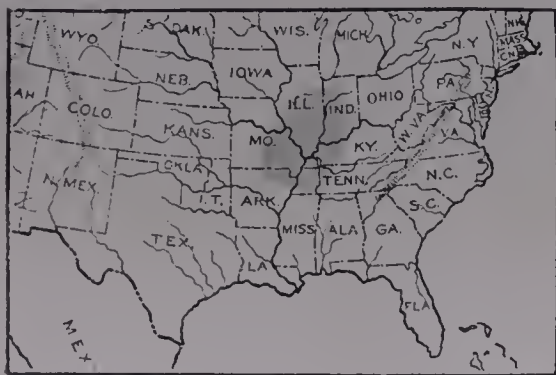 WYO.
S. DAK.
WIS.
MICH.
N.Y.
N.H.
MASS
NEB.
IOWA
ILL.
IND.
OHIO
PA.
AH
COLO.
KANS.
MO.
KY.
W. VA.
VA.
N. MEX.
OKLA
I.T.
ARK.
TENN.
N.C.
S.C.
TEX.
LA
MISS
ALA
GA.
FLA
MEX